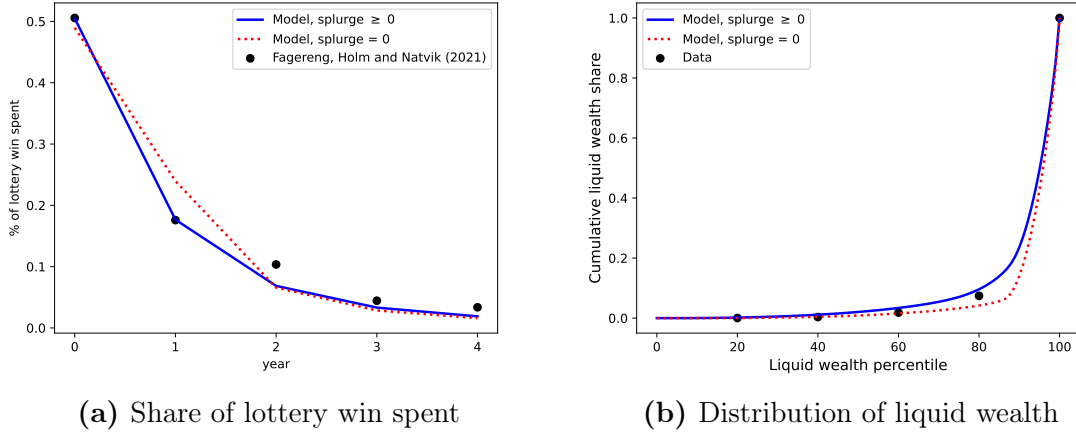 Model, splurge ≥ 0
Model, splurge = 0
Fagereng, Holm and Natvik (2021)
% of lottery win spent
0.5
0.4
0.3
0.2
0.1
0.0
0 1 2 3 4
year
(a) Share of lottery win spent
Model, splurge ≥ 0
Model, splurge = 0
Data
Cumulative liquid wealth share
1.0
0.8
0.6
0.4
0.2
0.0
0 20 40 60 80 100
Liquid wealth percentile
(b) Distribution of liquid wealth